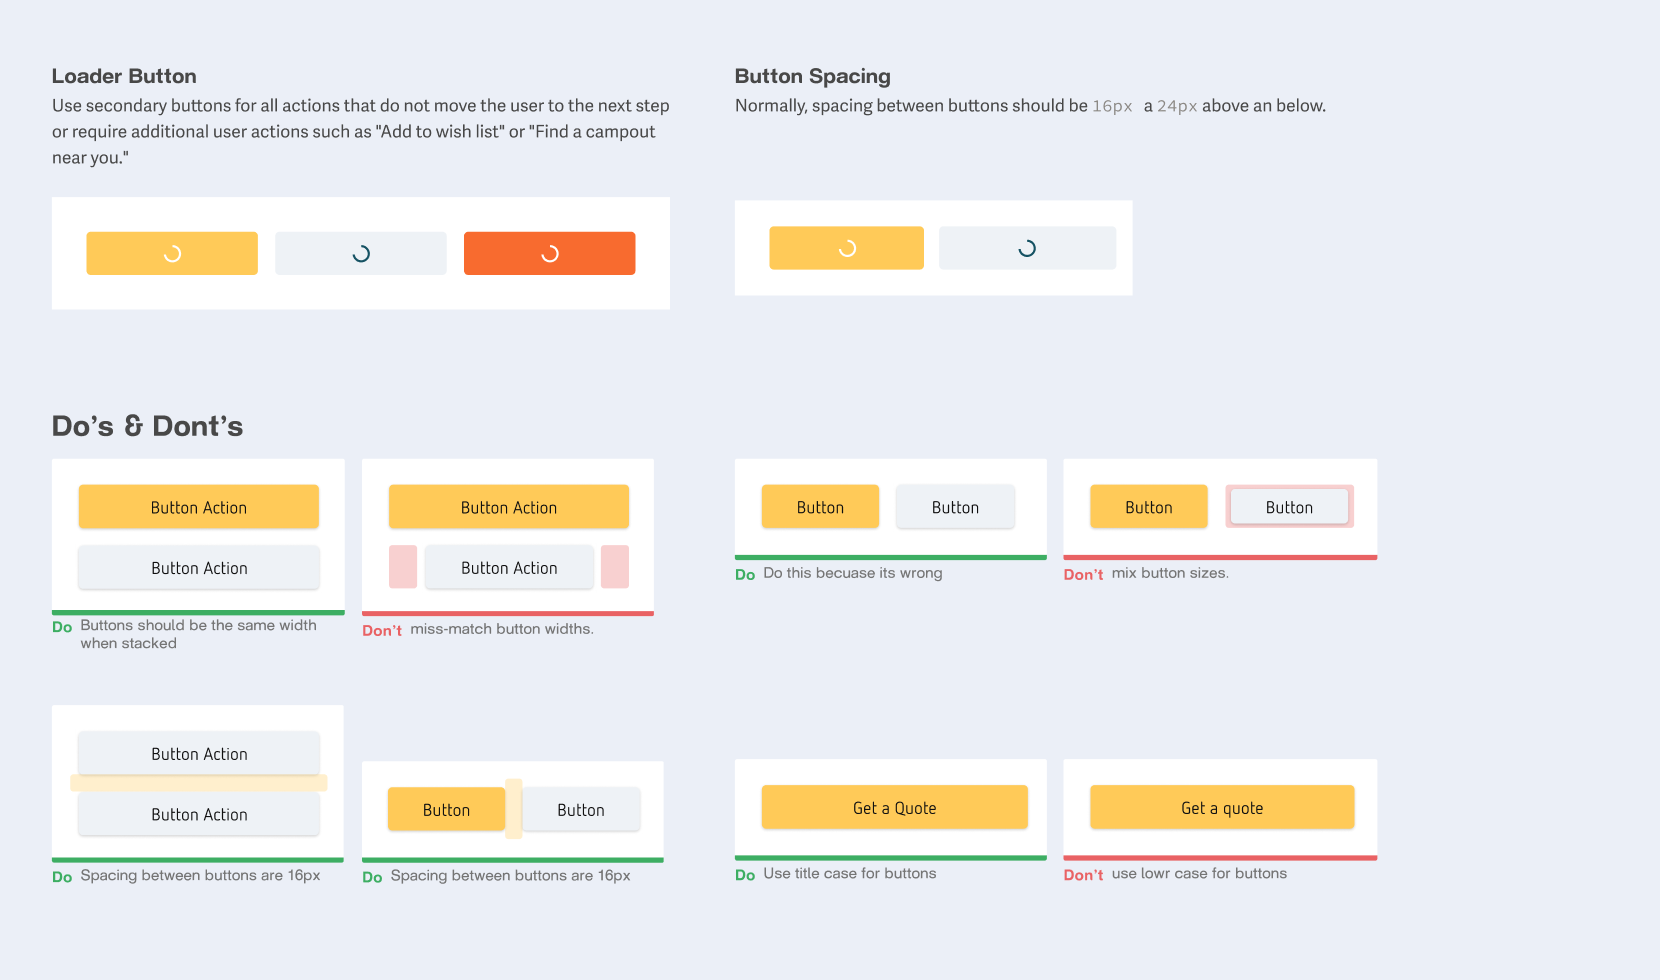 Loader Button
Use secondary buttons for all actions that do not move the user to the next step
or require additional user actions such as "Add to wish list" or "Find a campout
near you."
Button Spacing
Normally, spacing between buttons should be 16px a 24px above an below.
Do's & Dont's
Button Action
Button Action
Do Buttons should be the same width
when stacked
Button Action
Button Action
Don't miss-match button widths.
Button Button
Do Do this becuase its wrong
Button Button
Don't mix button sizes.
Button Action
Button Action
Do Spacing between buttons are 16px
Button Button
Do Spacing between buttons are 16px
Get a Quote
Do Use title case for buttons
Get a quote
Don't use lowr case for buttons